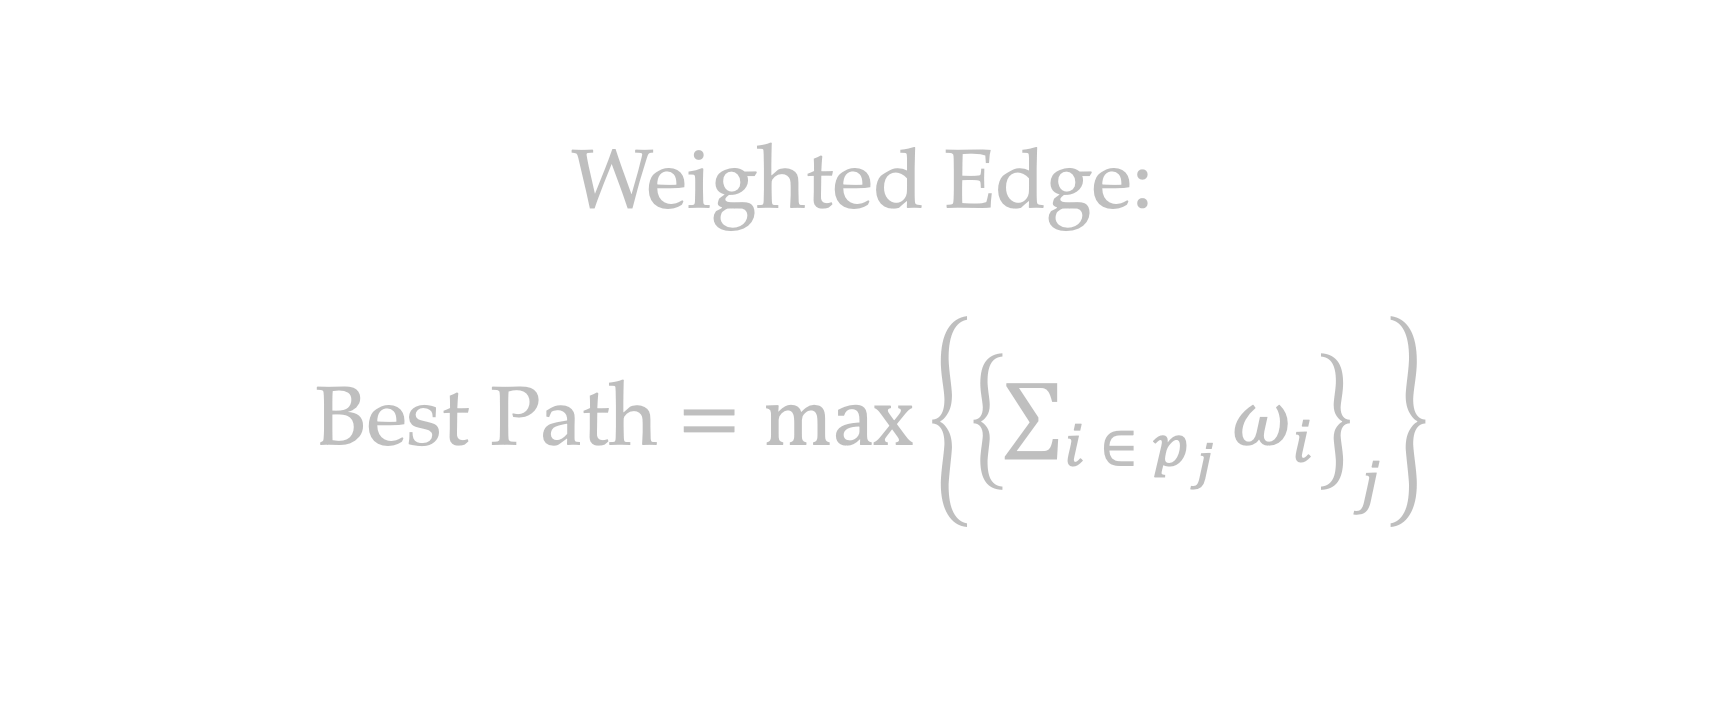 Weighted Edge:
Best Path = max {{∑_{i ∈ p_j} ω_i}_j}